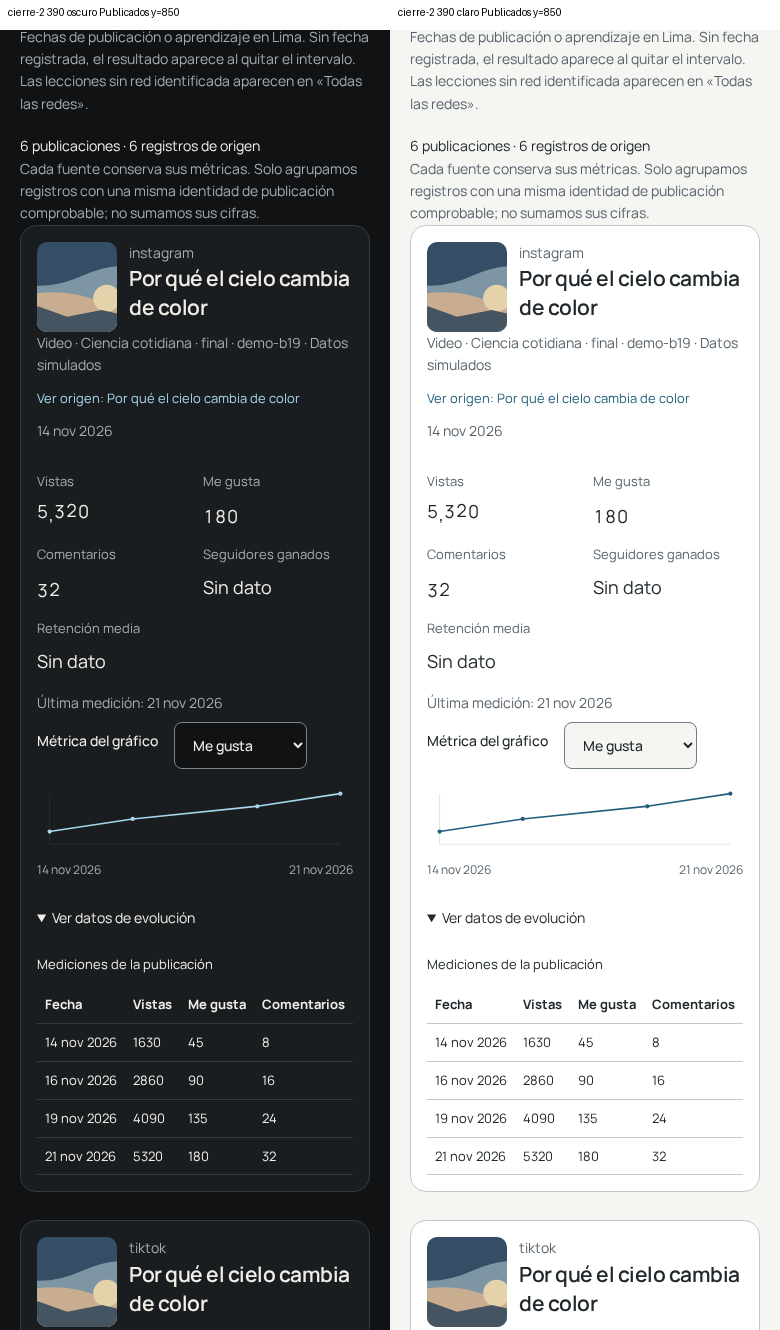 cierre-2 390 oscuro Publicados y=850
Fechas de publicación o aprendizaje en Lima. Sin fecha
registrada, el resultado aparece al quitar el intervalo.
Las lecciones sin red identificada aparecen en «Todas
las redes».
6 publicaciones · 6 registros de origen
Cada fuente conserva sus métricas. Solo agrupamos
registros con una misma identidad de publicación
comprobable; no sumamos sus cifras.
instagram
Por qué el cielo cambia
de color
Video · Ciencia cotidiana · final · demo-b19 · Datos
simulados
Ver origen: Por qué el cielo cambia de color
14 nov 2026
Vistas Me gusta
5,320 180
Comentarios Seguidores ganados
32 Sin dato
Retención media
Sin dato
Última medición: 21 nov 2026
Métrica del gráfico Me gusta
14 nov 2026 21 nov 2026
▼ Ver datos de evolución
Mediciones de la publicación
Fecha Vistas Me gusta Comentarios
14 nov 2026 1630 45 8
16 nov 2026 2860 90 16
19 nov 2026 4090 135 24
21 nov 2026 5320 180 32
tiktok
Por qué el cielo cambia
de color
cierre-2 390 claro Publicados y=850
Fechas de publicación o aprendizaje en Lima. Sin fecha
registrada, el resultado aparece al quitar el intervalo.
Las lecciones sin red identificada aparecen en «Todas
las redes».
6 publicaciones · 6 registros de origen
Cada fuente conserva sus métricas. Solo agrupamos
registros con una misma identidad de publicación
comprobable; no sumamos sus cifras.
instagram
Por qué el cielo cambia
de color
Video · Ciencia cotidiana · final · demo-b19 · Datos
simulados
Ver origen: Por qué el cielo cambia de color
14 nov 2026
Vistas Me gusta
5,320 180
Comentarios Seguidores ganados
32 Sin dato
Retención media
Sin dato
Última medición: 21 nov 2026
Métrica del gráfico Me gusta
14 nov 2026 21 nov 2026
▼ Ver datos de evolución
Mediciones de la publicación
Fecha Vistas Me gusta Comentarios
14 nov 2026 1630 45 8
16 nov 2026 2860 90 16
19 nov 2026 4090 135 24
21 nov 2026 5320 180 32
tiktok
Por qué el cielo cambia
de color